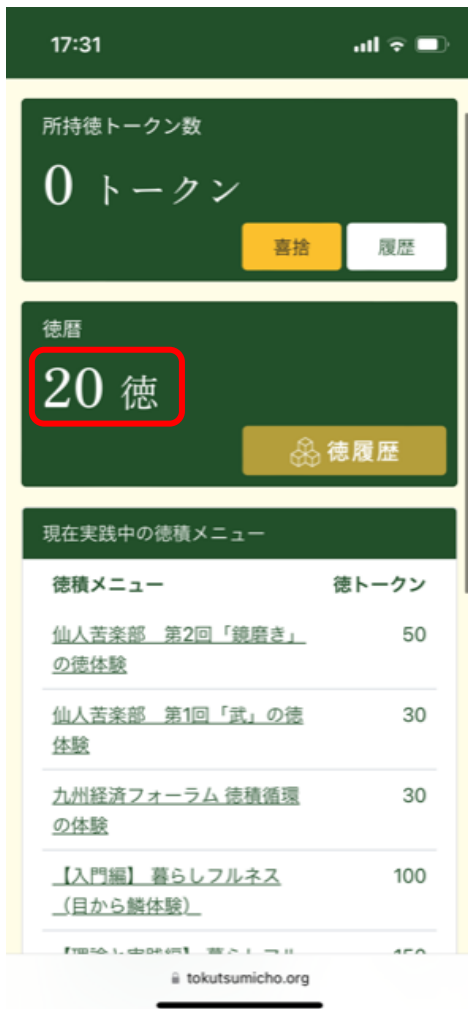 17:31
所持徳トークン数
0 トークン
喜捨
履歴
徳暦
20 徳
徳履歴
現在実践中の徳積メニュー
徳積メニュー
徳トークン
仙人苦楽部 第2回「鏡磨き」
50
の徳体験
仙人苦楽部 第1回「武」の徳
30
体験
九州経済フォーラム 徳積循環
30
の体験
【入門編】 暮らしフルネス
100
（目から鱗体験）
tokutsumicho.org